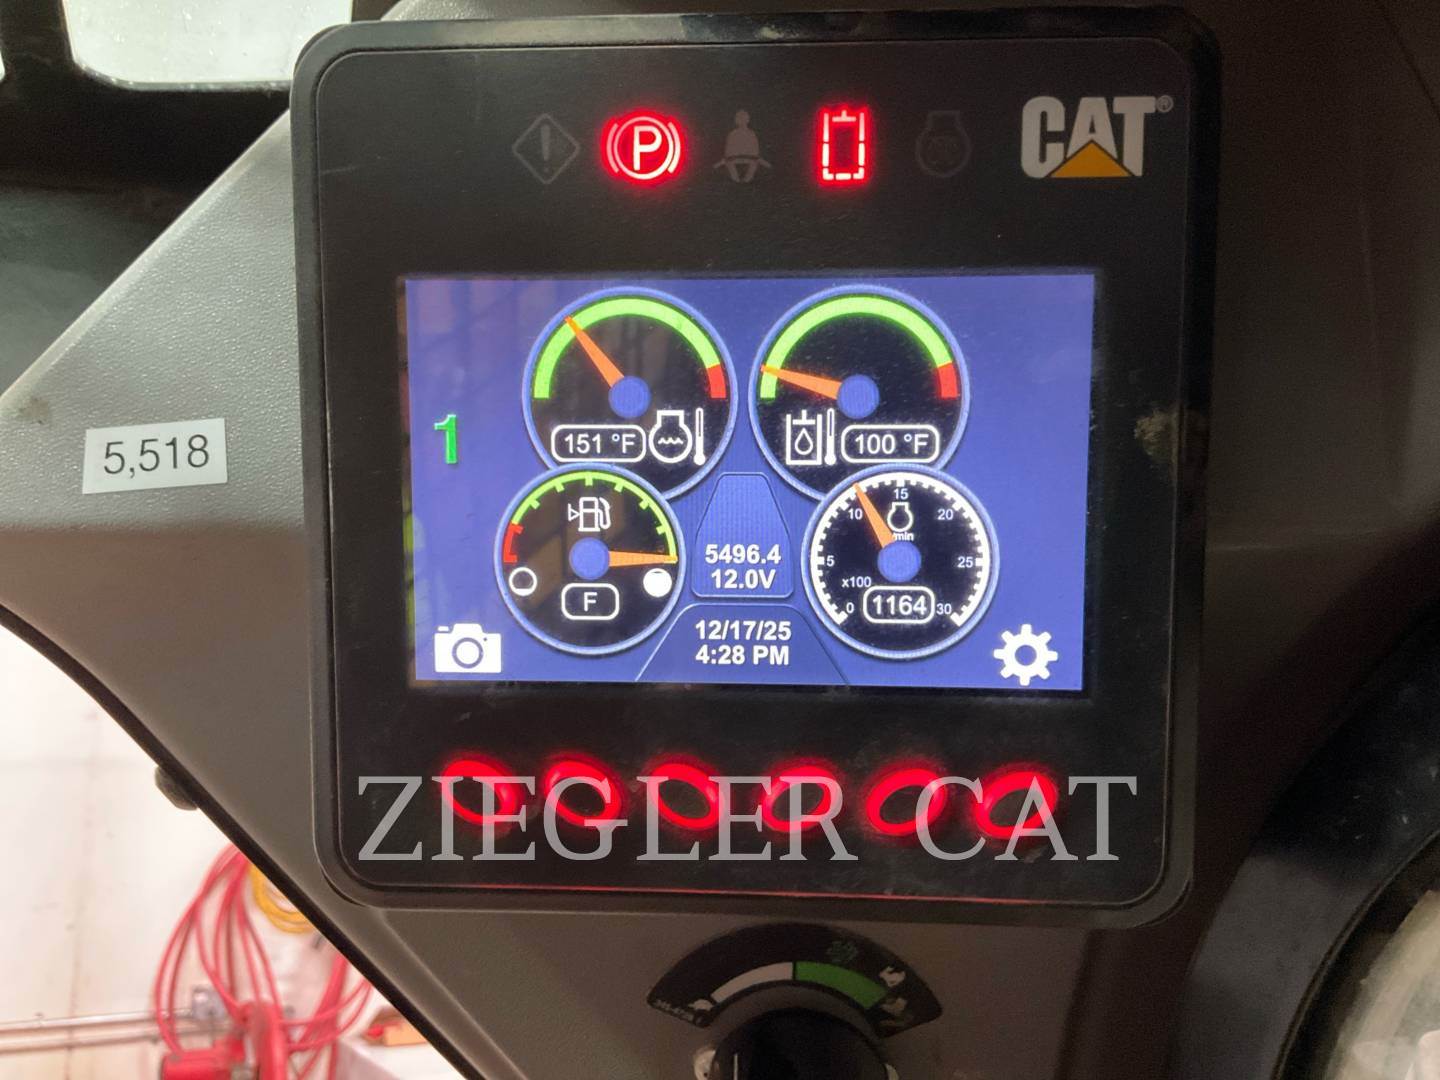 P
CAT®
5,518
1
151 °F
100 °F
F
5496.4
12.0V
12/17/25
4:28 PM
0
5
10
15
20
25
30
x100
1164
ZIEGLER CAT